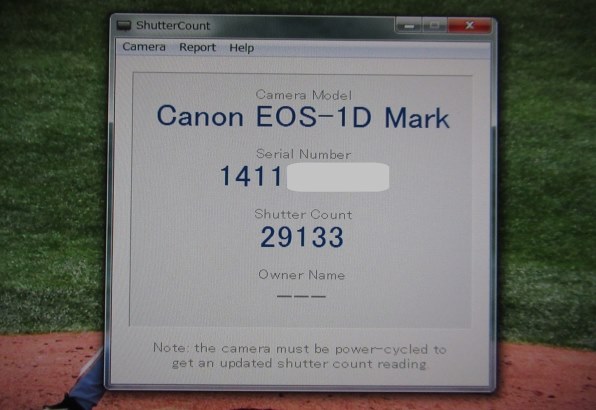 ShutterCount
Camera Report Help
Camera Model
Canon EOS-1D Mark
Serial Number
1411
Shutter Count
29133
Owner Name
---
Note: the camera must be power-cycled to
get an updated shutter count reading